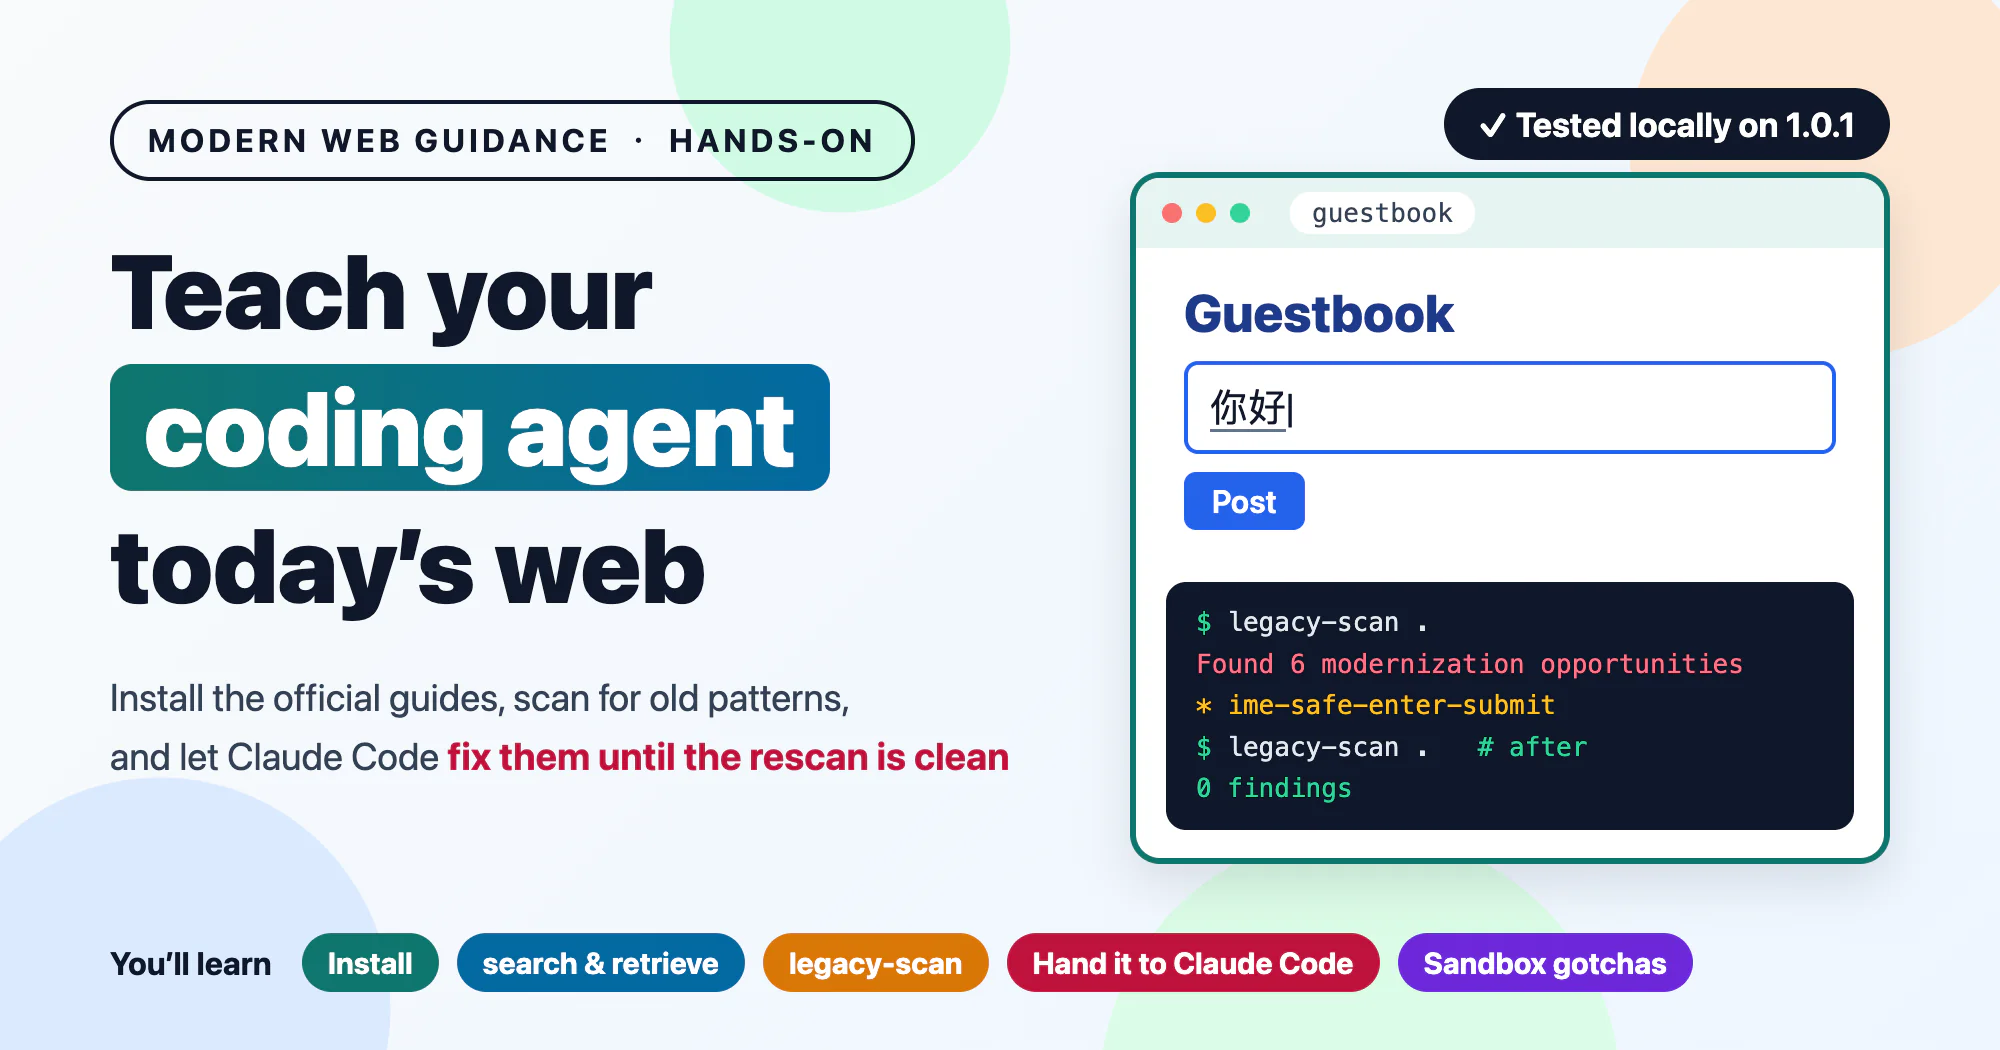 MODERN WEB GUIDANCE · HANDS-ON
Teach your
coding agent
today’s web
Install the official guides, scan for old patterns,
and let Claude Code fix them until the rescan is clean
✓ Tested locally on 1.0.1
guestbook
Guestbook
你好
Post
$ legacy-scan .
Found 6 modernization opportunities
* ime-safe-enter-submit
$ legacy-scan . # after
0 findings
You’ll learn
Install
search & retrieve
legacy-scan
Hand it to Claude Code
Sandbox gotchas